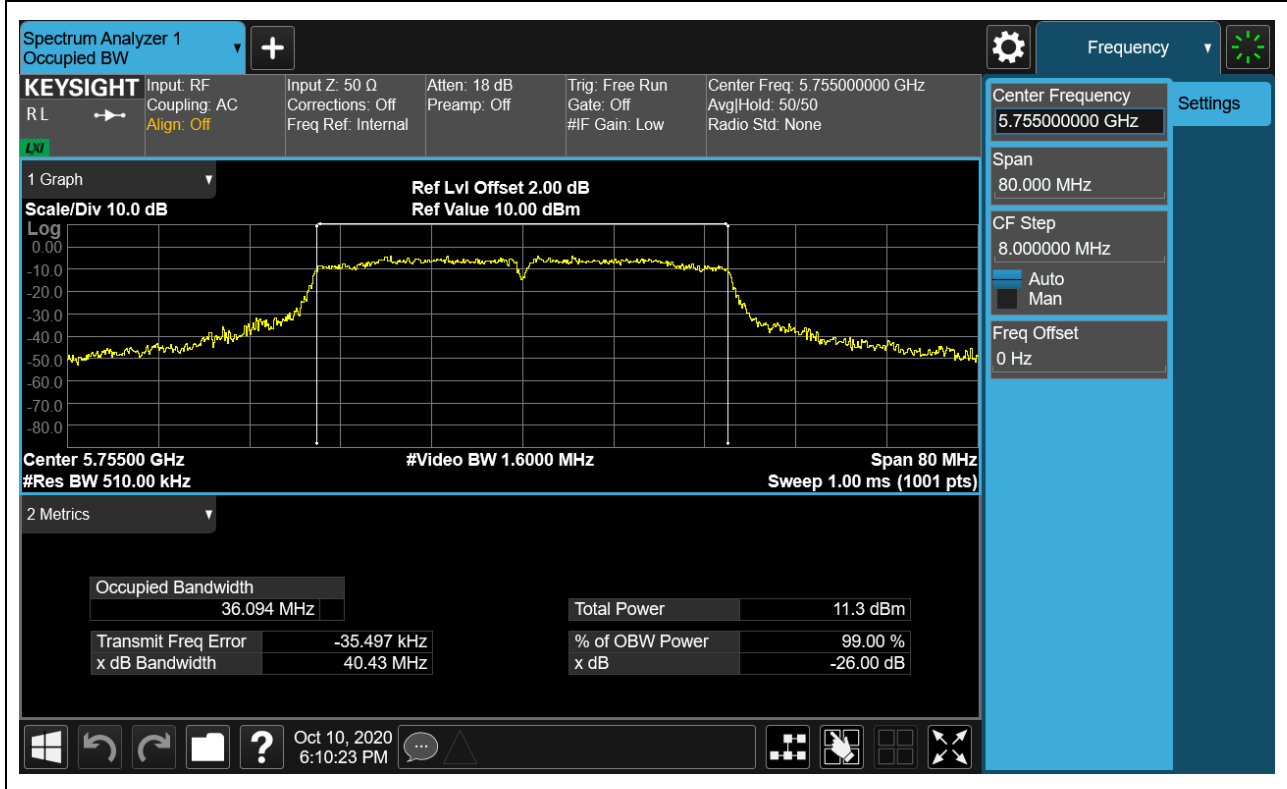 Spectrum Analyzer 1
Occupied BW
Frequency
KEYSIGHT
R L
LXI
Input: RF
Coupling: AC
Align: Off
Input Z: 50 Ω
Corrections: Off
Freq Ref: Internal
Atten: 18 dB
Preamp: Off
Trig: Free Run
Gate: Off
#IF Gain: Low
Center Freq: 5.755000000 GHz
Avg|Hold: 50/50
Radio Std: None
Center Frequency
5.755000000 GHz
Settings
Span
80.000 MHz
CF Step
8.000000 MHz
Auto
Man
Freq Offset
0 Hz
1 Graph
Scale/Div 10.0 dB
Ref Lvl Offset 2.00 dB
Ref Value 10.00 dBm
Log
0.00
-10.0
-20.0
-30.0
-40.0
-50.0
-60.0
-70.0
-80.0
Center 5.75500 GHz
#Video BW 1.6000 MHz
Span 80 MHz
#Res BW 510.00 kHz
Sweep 1.00 ms (1001 pts)
2 Metrics
Occupied Bandwidth
36.094 MHz
Total Power 11.3 dBm
Transmit Freq Error -35.497 kHz
% of OBW Power 99.00 %
x dB Bandwidth 40.43 MHz
x dB -26.00 dB
?
Oct 10, 2020
6:10:23 PM